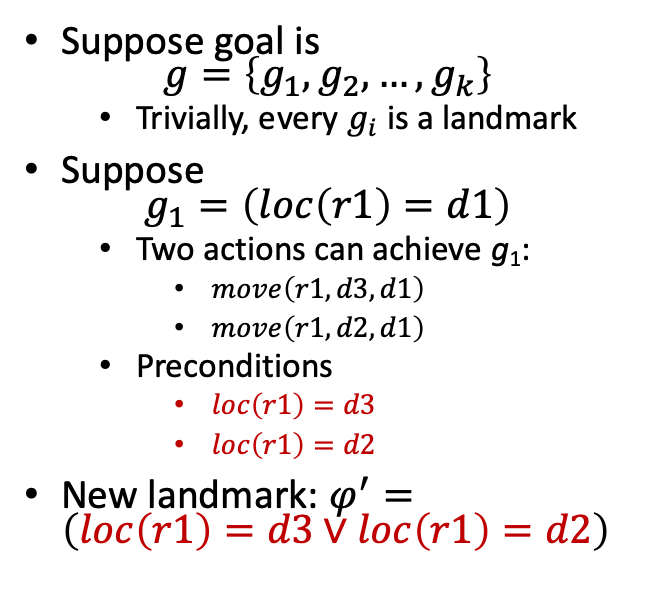 • Suppose goal is
g = {g₁, g₂, …, gₖ}
• Trivially, every gᵢ is a landmark
• Suppose
g₁ = (loc(r1) = d1)
• Two actions can achieve g₁:
• move(r1, d3, d1)
• move(r1, d2, d1)
• Preconditions
• loc(r1) = d3
• loc(r1) = d2
• New landmark: φ′ =
(loc(r1) = d3 ∨ loc(r1) = d2)